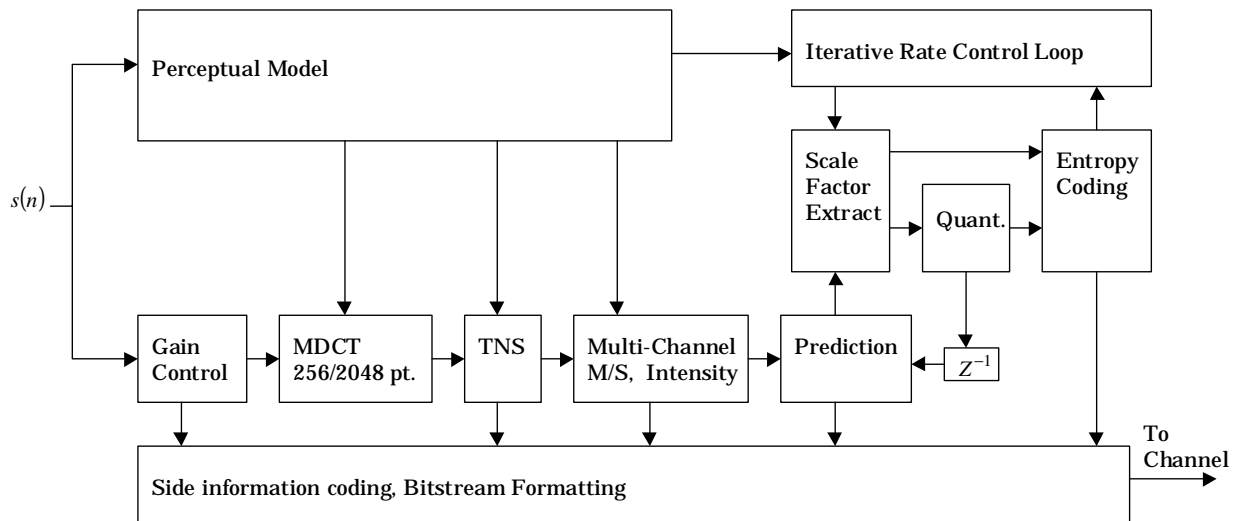 Perceptual Model
Iterative Rate Control Loop
Scale
Factor
Extract
Entropy
Coding
s(n)
Quant.
Gain
Control
MDCT
256/2048 pt.
TNS
Multi-Channel
M/S, Intensity
Prediction
Z⁻¹
To
Channel
Side information coding, Bitstream Formatting